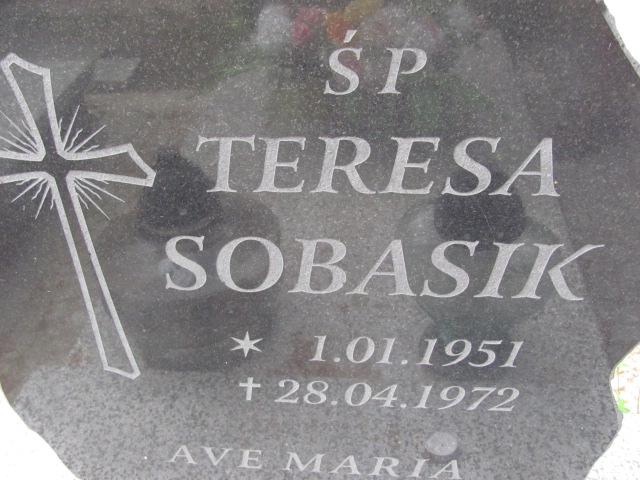 ŚP
TERESA
SOBASIK
* 1.01.1951
† 28.04.1972
AVE MARIA